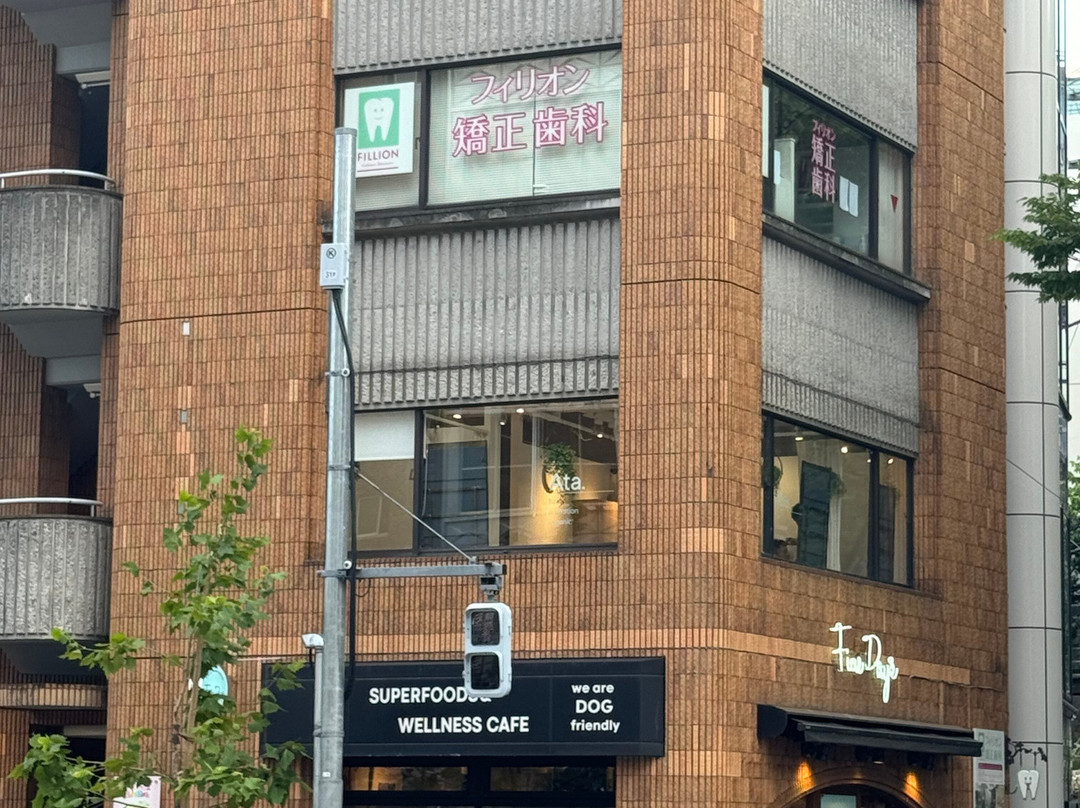 フィリオン
矯正歯科
FILLION
フィリオン
矯正
歯科
Ata.
SUPERFOODS&
WELLNESS CAFE
we are
DOG
friendly
Fine Days